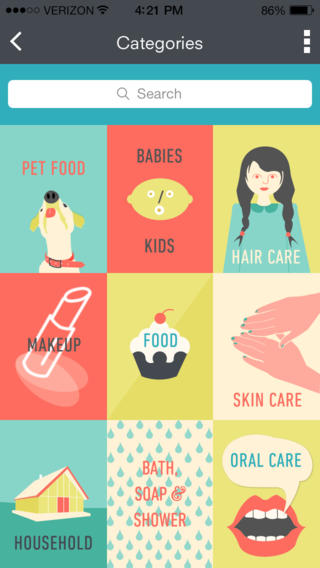 VERIZON 4:21 PM 86%
Categories
Search
PET FOOD
BABIES
KIDS
HAIR CARE
MAKEUP
FOOD
SKIN CARE
HOUSEHOLD
BATH,
SOAP &
SHOWER
ORAL CARE